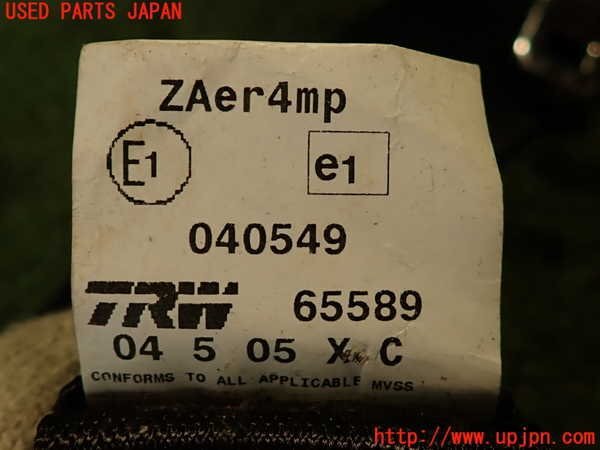 USED PARTS JAPAN
ZAer4mp
E1 e1
040549
TRW 65589
04 5 05 X C
CONFORMS TO ALL APPLICABLE MVSS
http://www.upjpn.com/